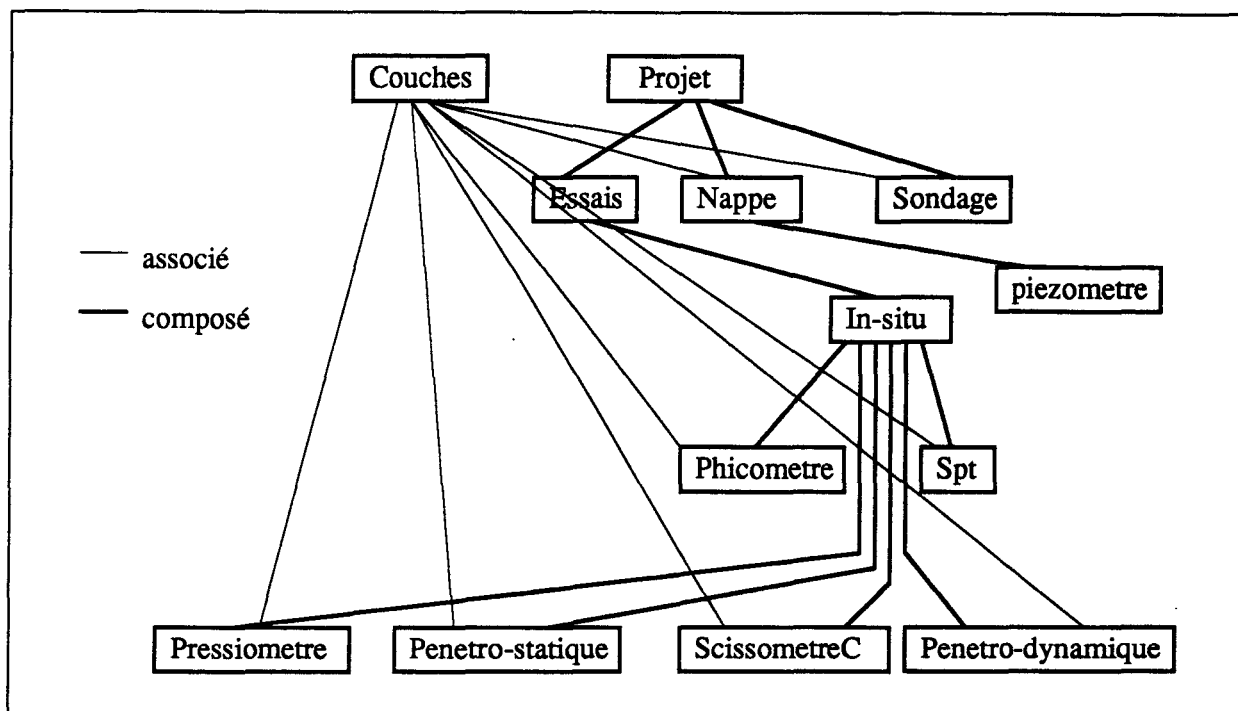 Couches
Projet
Essais
Nappe
Sondage
associé
piezometre
composé
In-situ
Phicometre
Spt
Pressiometre
Penetro-statique
ScissometreC
Penetro-dynamique